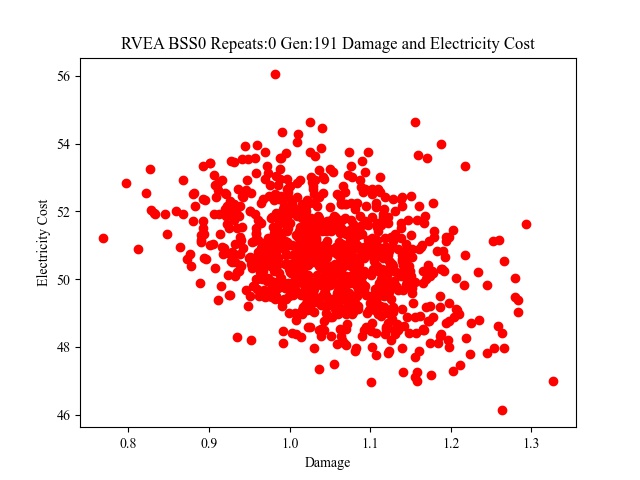 RVEA BSS0 Repeats:0 Gen:191 Damage and Electricity Cost
56
54
52
50
48
46
Electricity Cost
0.8 0.9 1.0 1.1 1.2 1.3
Damage